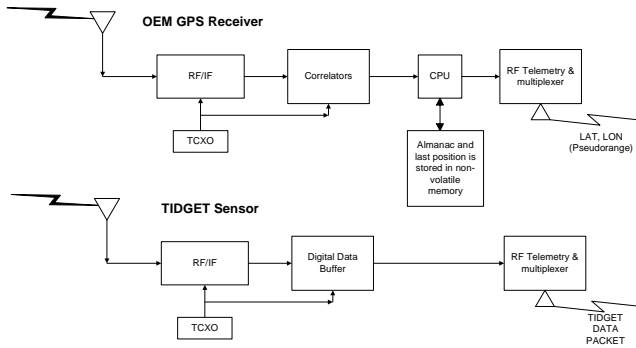 OEM GPS Receiver
RF/IF
Correlators
CPU
RF Telemetry &
multiplexer
TCXO
Almanac and
last position is
stored in non-
volatile
memory
LAT, LON
(Pseudorange)
TIDGET Sensor
RF/IF
Digital Data
Buffer
RF Telemetry &
multiplexer
TCXO
TIDGET
DATA
PACKET